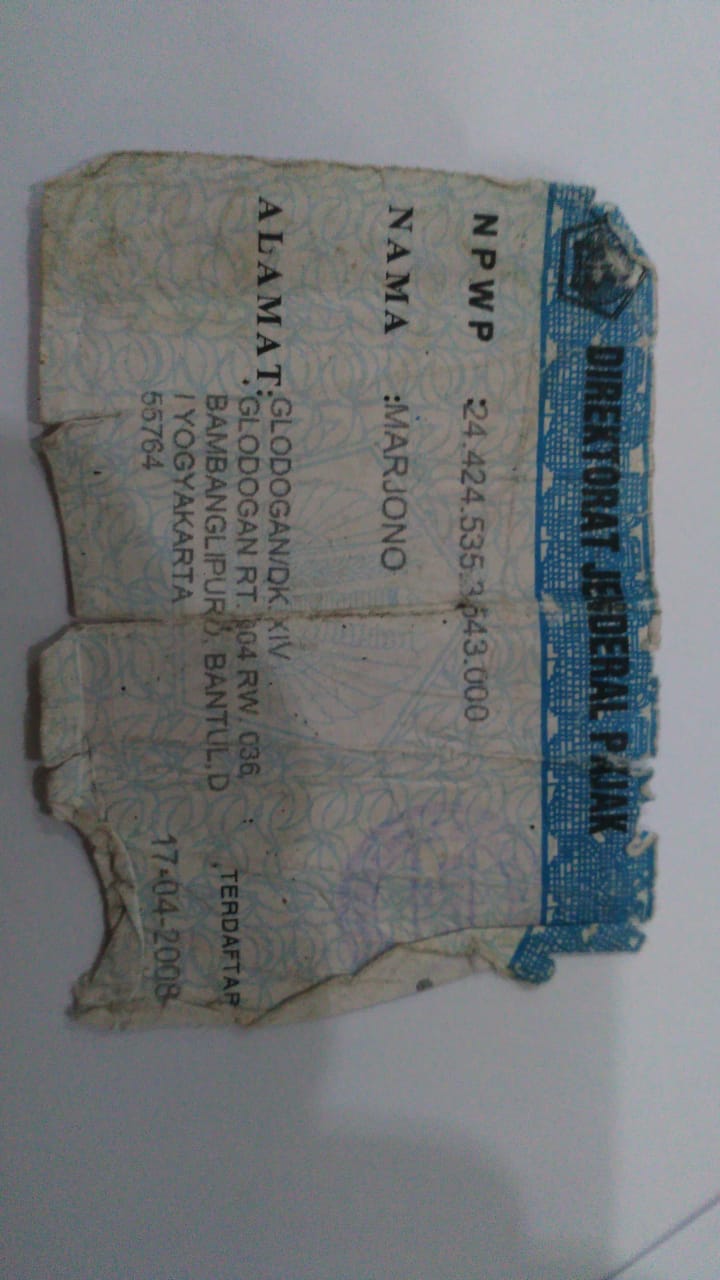 DIREKTORAT JENDERAL PAJAK
NPWP :24.424.535.3.543.000
NAMA :MARJONO
ALAMAT:GLODOGAN/DK.XIV
GLODOGAN RT. 004 RW. 036,
BAMBANGLIPURO, BANTUL,D
I YOGYAKARTA
55764
TERDAFTAR
17-04-2008